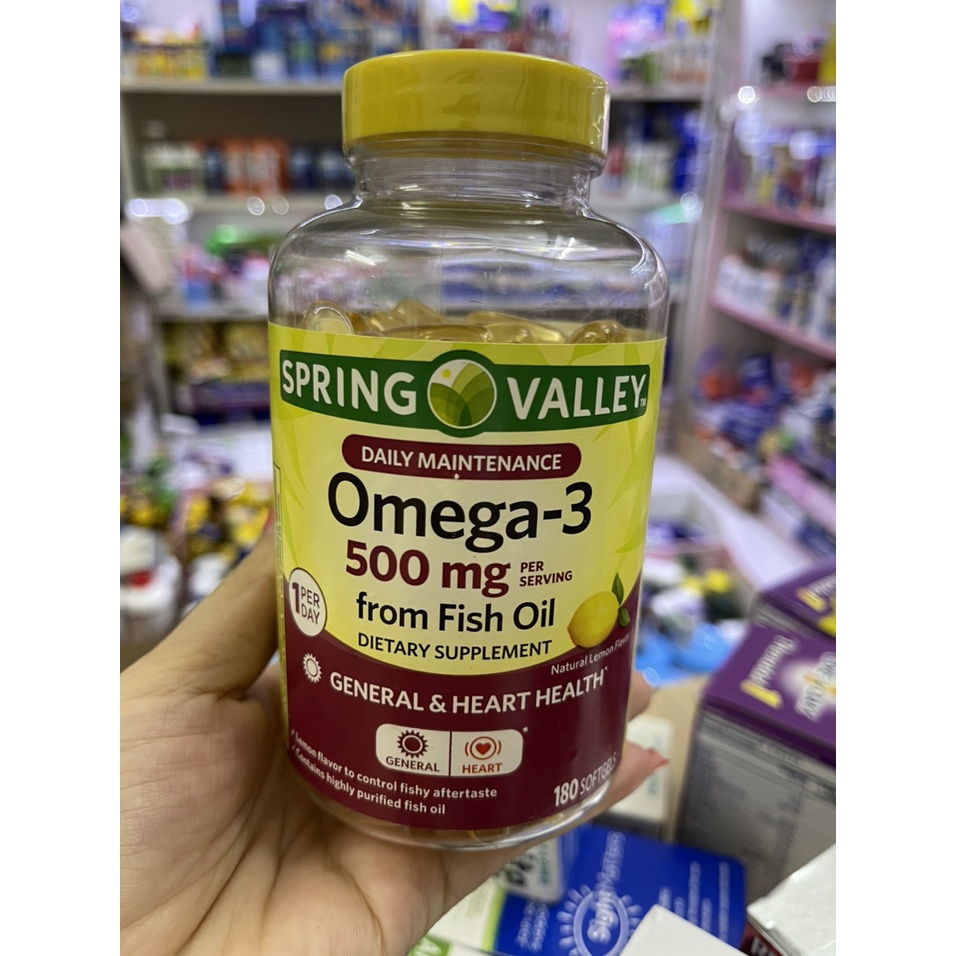 SPRING VALLEY™
DAILY MAINTENANCE
Omega-3
500 mg PER SERVING
from Fish Oil
1 PER DAY
DIETARY SUPPLEMENT
Natural Lemon Flavor
GENERAL & HEART HEALTH*
GENERAL HEART *
✓ Lemon flavor to control fishy aftertaste
✓ Contains highly purified fish oil
180 SOFTGELS